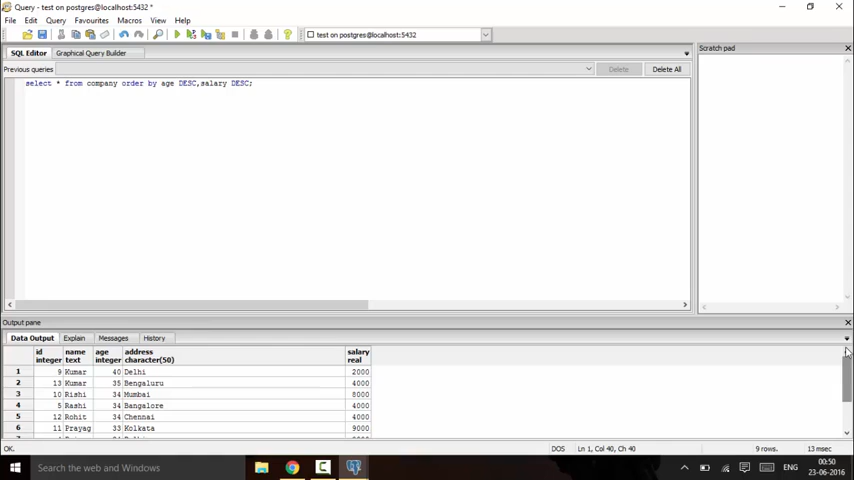 Query - test on postgres@localhost:5432 *
File Edit Query Favourites Macros View Help
test on postgres@localhost:5432
SQL Editor Graphical Query Builder
Scratch pad
Previous queries Delete Delete All
select * from company order by age DESC,salary DESC;
Output pane
Data Output Explain Messages History
id name age address salary
integer text integer character(50) real
1 9 Kumar 40 Delhi 2000
2 13 Kumar 35 Bengaluru 4000
3 10 Rishi 34 Mumbai 8000
4 5 Rashi 34 Bangalore 4000
5 12 Rohit 34 Chennai 4000
6 11 Prayag 33 Kolkata 9000
OK. DOS Ln 1, Col 40, Ch 40 9 rows. 13 msec
Search the web and Windows
ENG
00:50
23-06-2016